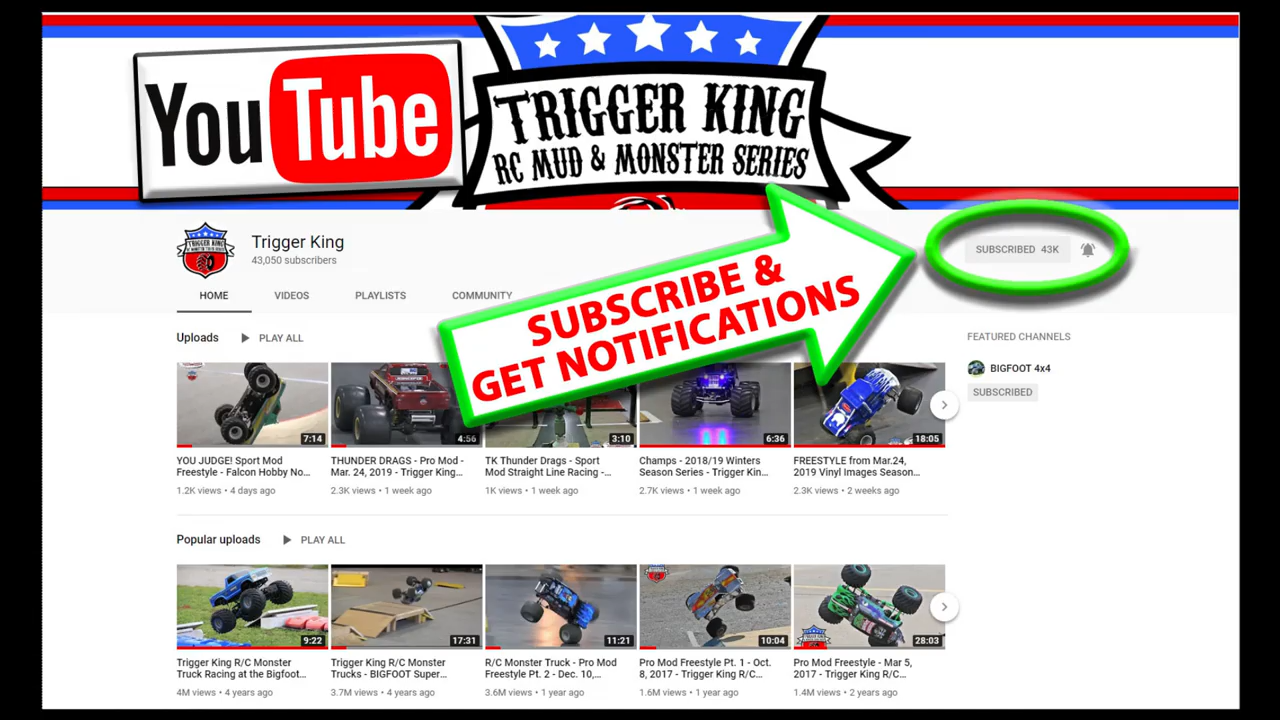 YouTube
TRIGGER KING
RC MUD & MONSTER SERIES
Trigger King
43,050 subscribers
SUBSCRIBED 43K
HOME
VIDEOS
PLAYLISTS
COMMUNITY
SUBSCRIBE &
GET NOTIFICATIONS
Uploads
PLAY ALL
FEATURED CHANNELS
BIGFOOT 4x4
SUBSCRIBED
7:14
4:56
3:10
6:36
18:05
YOU JUDGE! Sport Mod
Freestyle - Falcon Hobby No...
1.2K views • 4 days ago
THUNDER DRAGS - Pro Mod -
Mar. 24, 2019 - Trigger King...
2.3K views • 1 week ago
TK Thunder Drags - Sport
Mod Straight Line Racing -...
1K views • 1 week ago
Champs - 2018/19 Winters
Season Series - Trigger Kin...
2.7K views • 1 week ago
FREESTYLE from Mar.24,
2019 Vinyl Images Season...
2.3K views • 2 weeks ago
Popular uploads
PLAY ALL
9:22
17:31
11:21
10:04
28:03
Trigger King R/C Monster
Truck Racing at the Bigfoot...
4M views • 4 years ago
Trigger King R/C Monster
Trucks - BIGFOOT Super...
3.7M views • 4 years ago
R/C Monster Truck - Pro Mod
Freestyle Pt. 2 - Dec. 10,...
3.6M views • 1 year ago
Pro Mod Freestyle Pt. 1 - Oct.
8, 2017 - Trigger King R/C...
1.6M views • 1 year ago
Pro Mod Freestyle - Mar 5,
2017 - Trigger King R/C...
1.4M views • 2 years ago